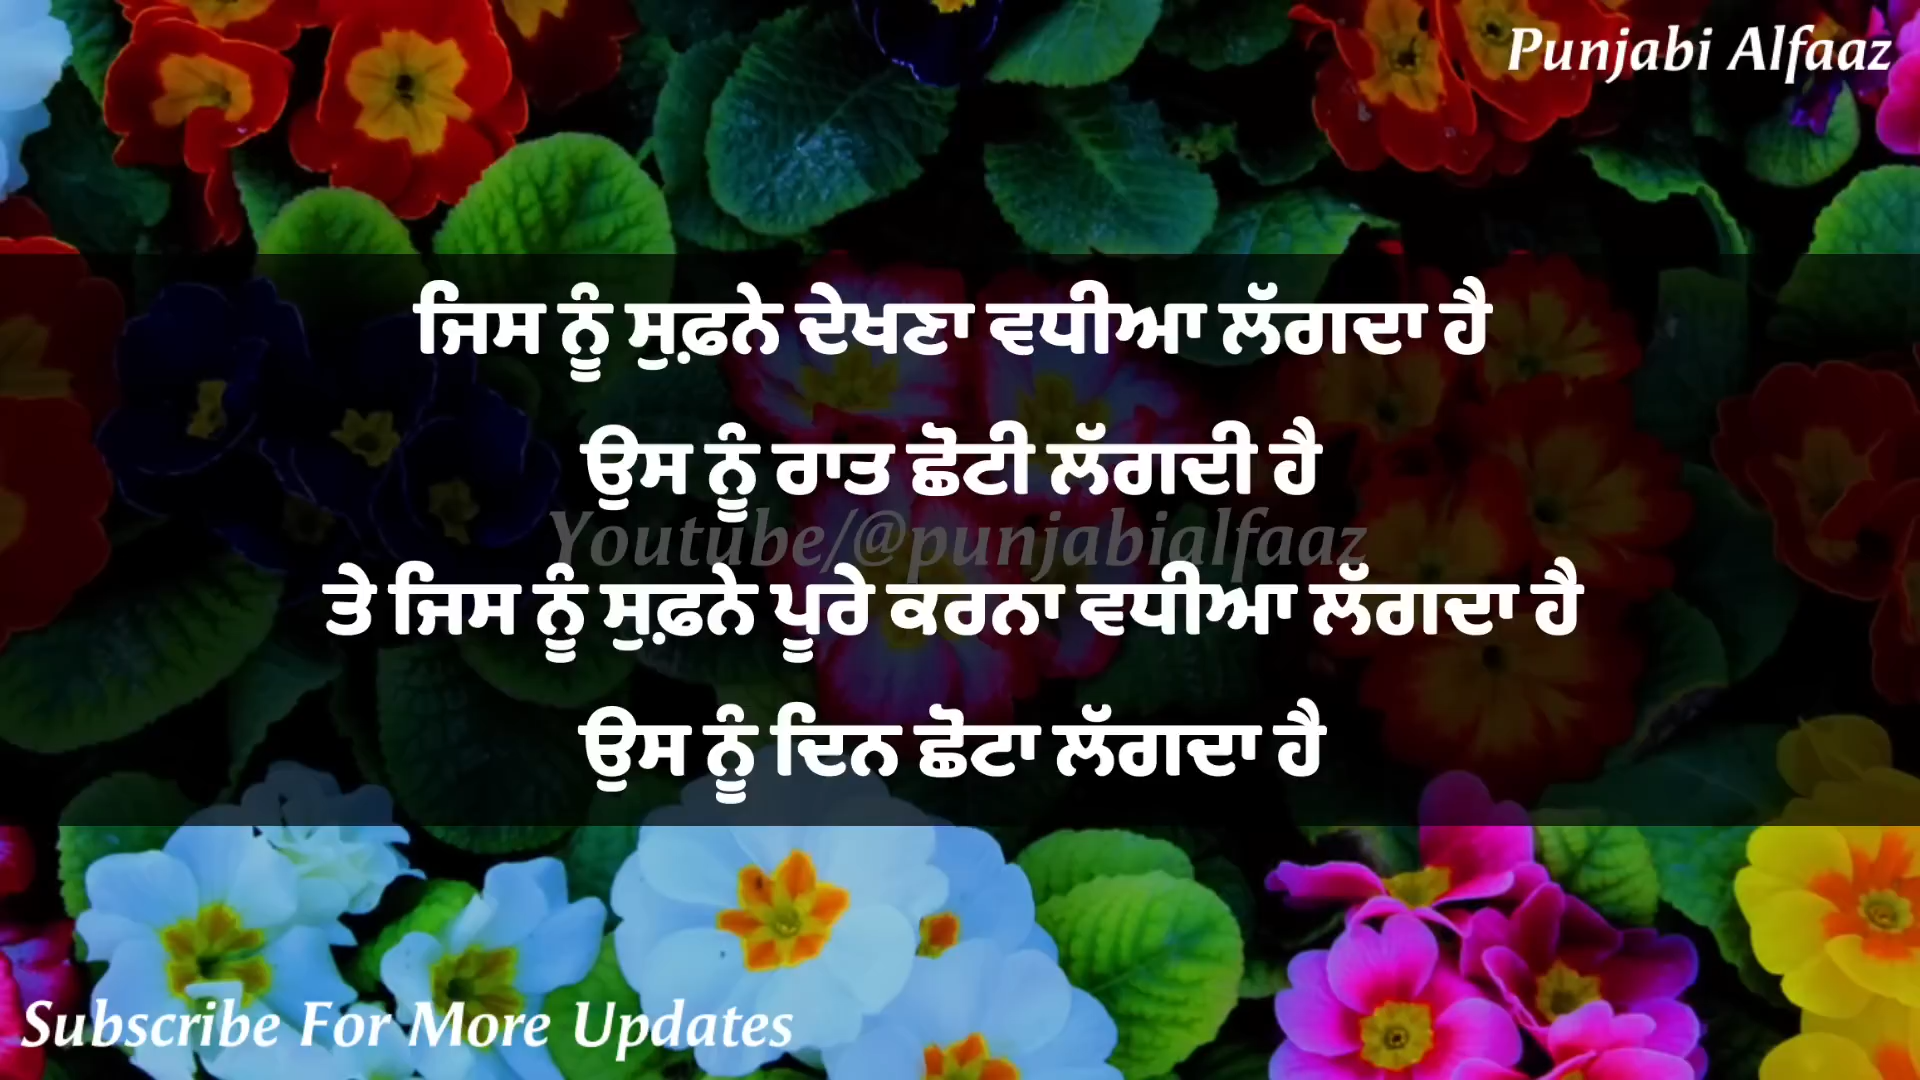 Punjabi Alfaaz
ਜਿਸ ਨੂੰ ਸੁਫ਼ਨੇ ਦੇਖਣਾ ਵਧੀਆ ਲੱਗਦਾ ਹੈ
ਉਸ ਨੂੰ ਰਾਤ ਛੋਟੀ ਲੱਗਦੀ ਹੈ
Youtube/@punjabialfaaz
ਤੇ ਜਿਸ ਨੂੰ ਸੁਫ਼ਨੇ ਪੂਰੇ ਕਰਨਾ ਵਧੀਆ ਲੱਗਦਾ ਹੈ
ਉਸ ਨੂੰ ਦਿਨ ਛੋਟਾ ਲੱਗਦਾ ਹੈ
Subscribe For More Updates